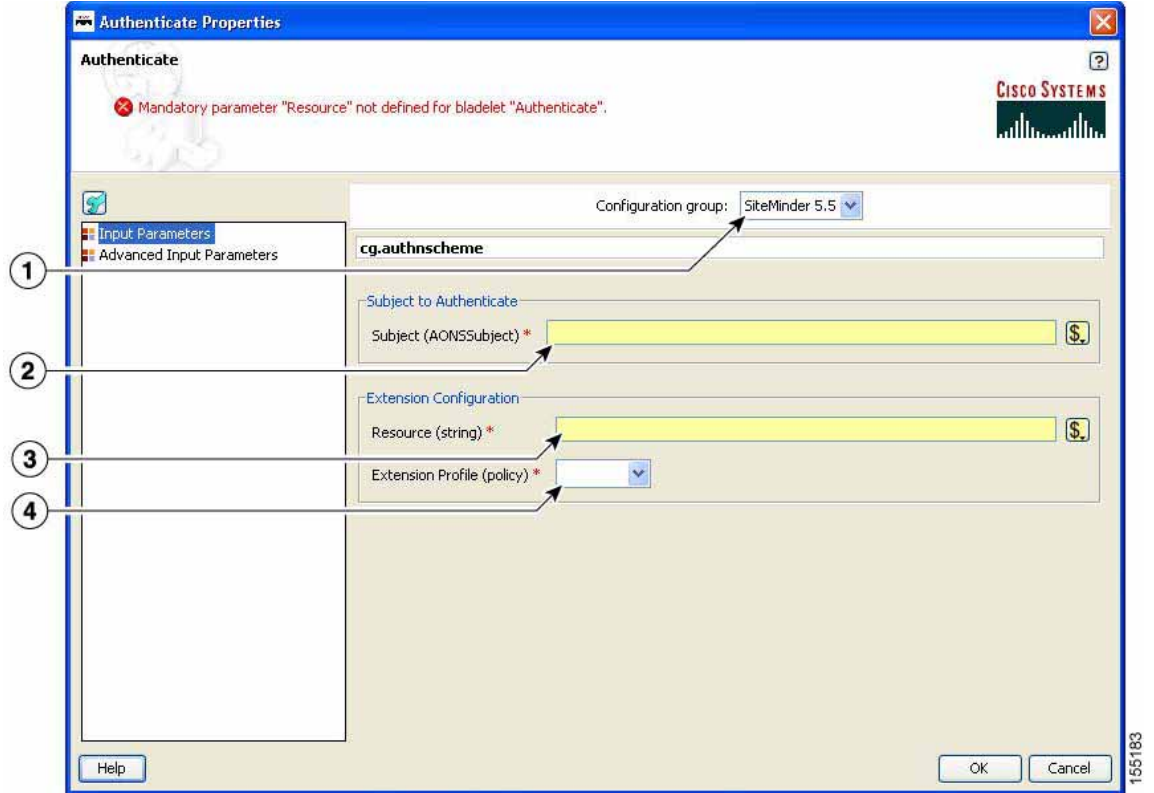 Authenticate Properties
Authenticate
Mandatory parameter "Resource" not defined for bladelet "Authenticate".
CISCO SYSTEMS
Configuration group: SiteMinder 5.5
Input Parameters
Advanced Input Parameters
cg.authnscheme
1
Subject to Authenticate
Subject (AONSSubject) *
2
Extension Configuration
Resource (string) *
3
Extension Profile (policy) *
4
Help
OK
Cancel
155183